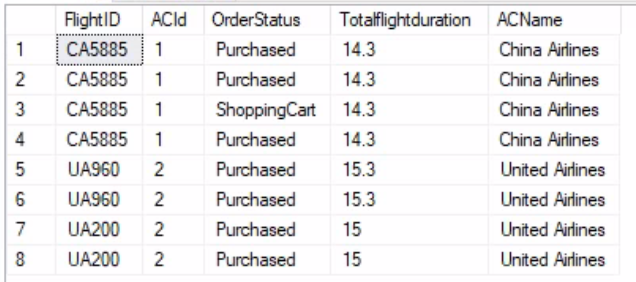 FlightID ACId OrderStatus Totalflightduration ACName
1 CA5885 1 Purchased 14.3 China Airlines
2 CA5885 1 Purchased 14.3 China Airlines
3 CA5885 1 ShoppingCart 14.3 China Airlines
4 CA5885 1 Purchased 14.3 China Airlines
5 UA960 2 Purchased 15.3 United Airlines
6 UA960 2 Purchased 15.3 United Airlines
7 UA200 2 Purchased 15 United Airlines
8 UA200 2 Purchased 15 United Airlines